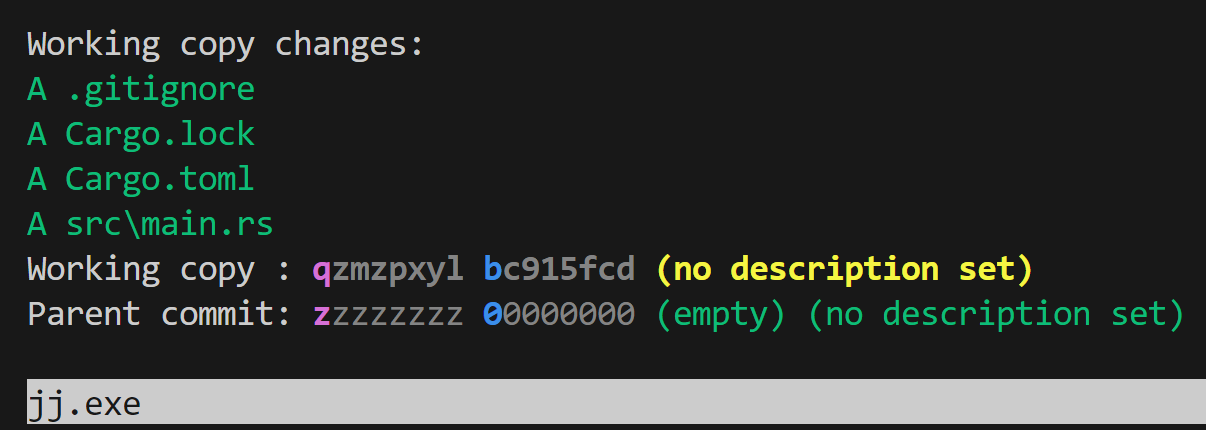 Working copy changes:
A .gitignore
A Cargo.lock
A Cargo.toml
A src\main.rs
Working copy : qzmzpxyl bc915fcd (no description set)
Parent commit: zzzzzzzz 00000000 (empty) (no description set)
jj.exe